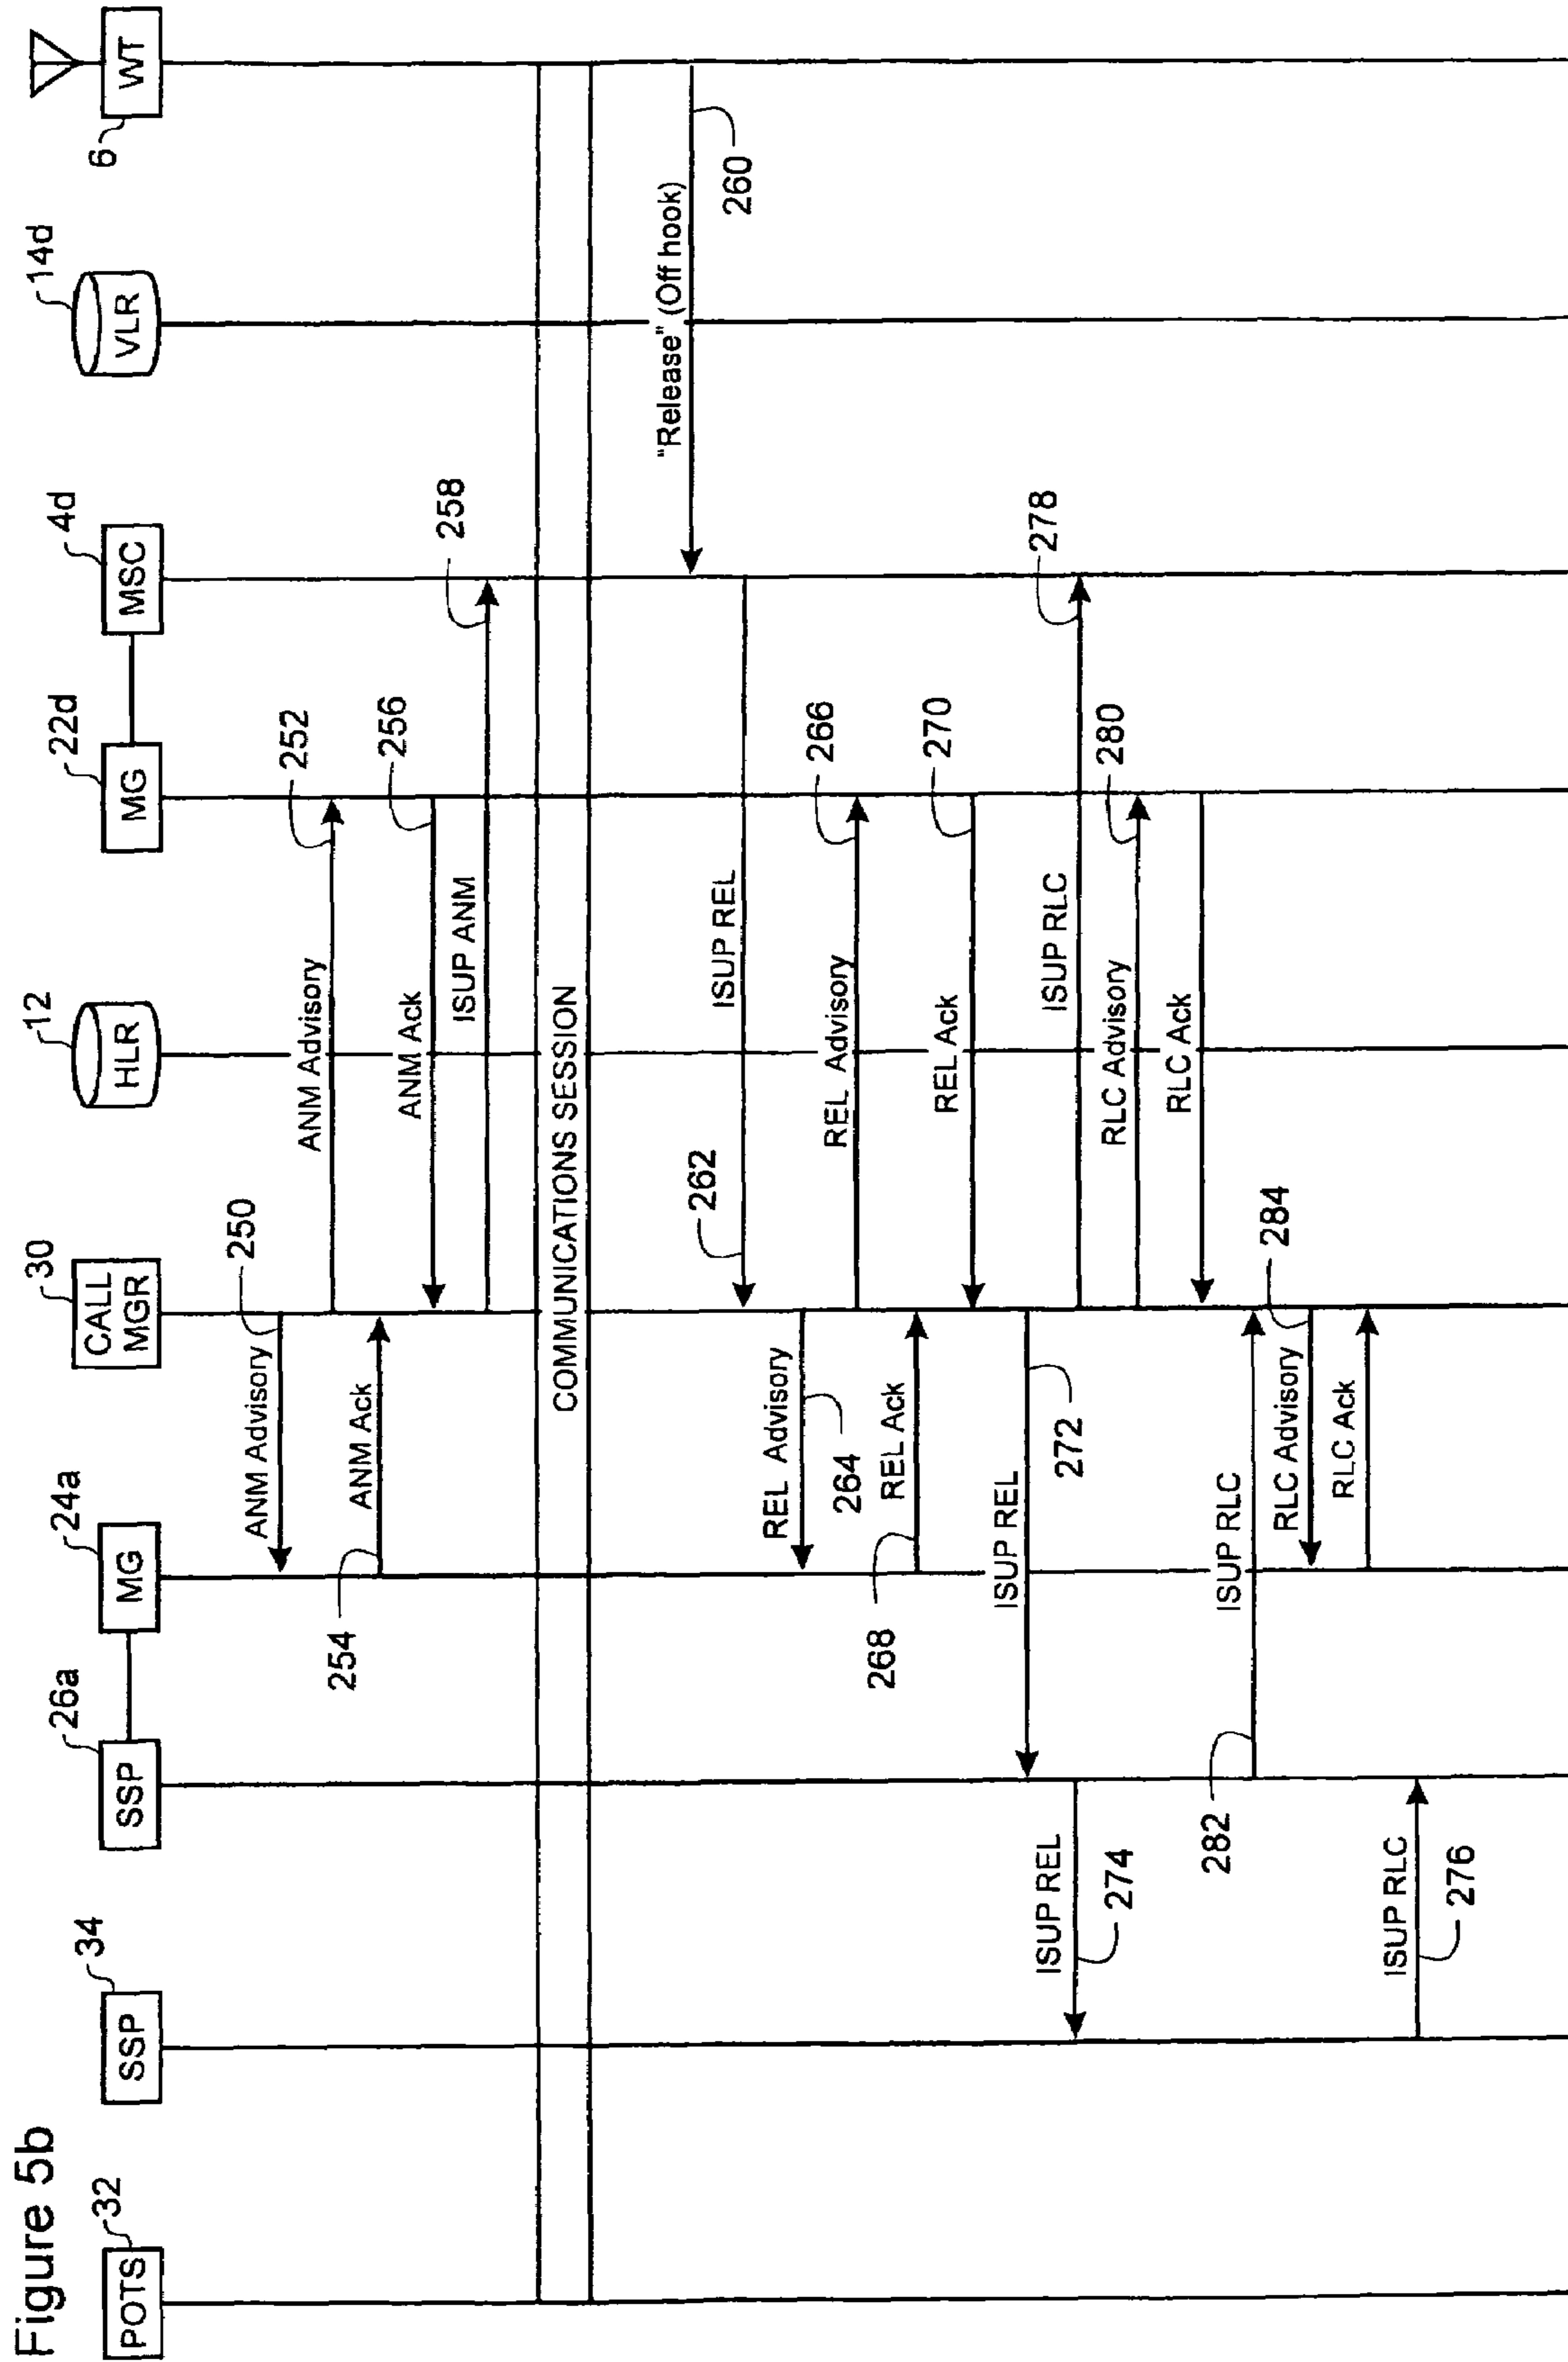 Figure 5b
POTS
32
SSP
34
SSP
26a
MG
24a
CALL
MGR
30
HLR
12
MG
22d
MSC
4d
VLR
14d
WT
6
ANM Advisory
250
ANM Advisory
252
ANM Ack
254
ANM Ack
256
ISUP ANM
258
COMMUNICATIONS SESSION
"Release" (Off hook)
260
ISUP REL
262
REL Advisory
264
REL Advisory
266
REL Ack
268
REL Ack
270
ISUP REL
272
ISUP REL
274
ISUP RLC
278
RLC Advisory
280
RLC Ack
ISUP RLC
282
RLC Advisory
284
RLC Ack
ISUP RLC
276